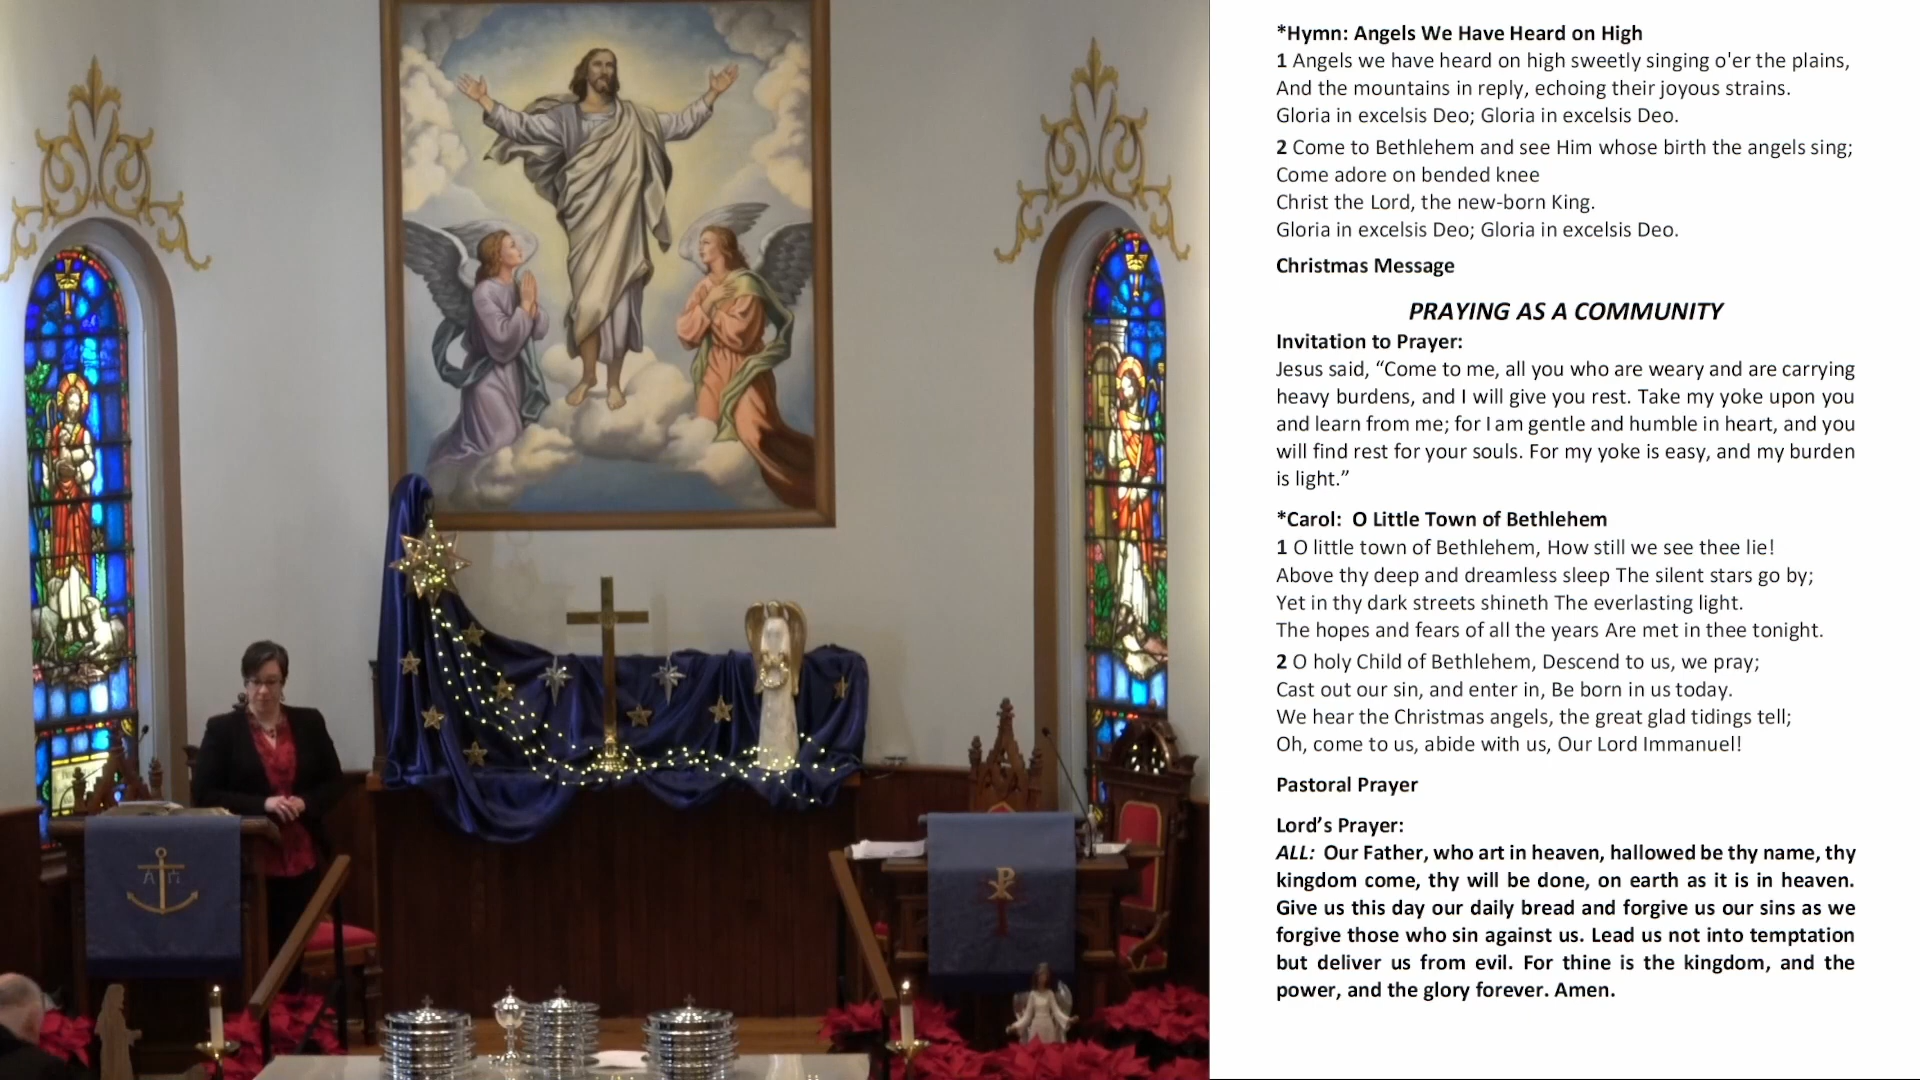 *Hymn: Angels We Have Heard on High
1 Angels we have heard on high sweetly singing o'er the plains,
And the mountains in reply, echoing their joyous strains.
Gloria in excelsis Deo; Gloria in excelsis Deo.
2 Come to Bethlehem and see Him whose birth the angels sing;
Come adore on bended knee
Christ the Lord, the new-born King.
Gloria in excelsis Deo; Gloria in excelsis Deo.
Christmas Message
PRAYING AS A COMMUNITY
Invitation to Prayer:
Jesus said, “Come to me, all you who are weary and are carrying
heavy burdens, and I will give you rest. Take my yoke upon you
and learn from me; for I am gentle and humble in heart, and you
will find rest for your souls. For my yoke is easy, and my burden
is light.”
*Carol:  O Little Town of Bethlehem
1 O little town of Bethlehem, How still we see thee lie!
Above thy deep and dreamless sleep The silent stars go by;
Yet in thy dark streets shineth The everlasting light.
The hopes and fears of all the years Are met in thee tonight.
2 O holy Child of Bethlehem, Descend to us, we pray;
Cast out our sin, and enter in, Be born in us today.
We hear the Christmas angels, the great glad tidings tell;
Oh, come to us, abide with us, Our Lord Immanuel!
Pastoral Prayer
Lord’s Prayer:
ALL: Our Father, who art in heaven, hallowed be thy name, thy
kingdom come, thy will be done, on earth as it is in heaven.
Give us this day our daily bread and forgive us our sins as we
forgive those who sin against us. Lead us not into temptation
but deliver us from evil. For thine is the kingdom, and the
power, and the glory forever. Amen.